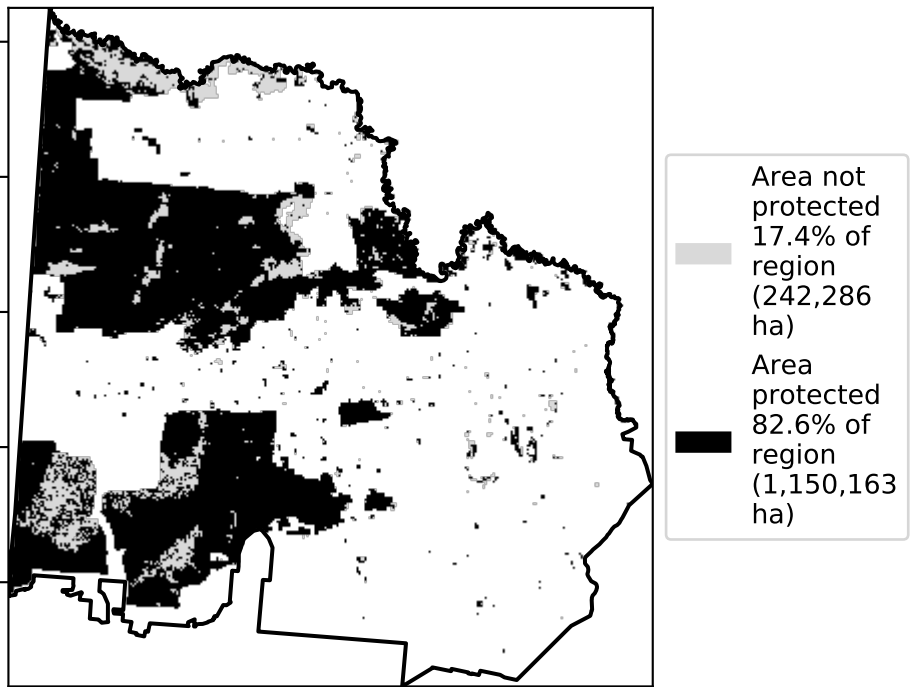 Area not
protected
17.4% of
region
(242,286
ha)
Area
protected
82.6% of
region
(1,150,163
ha)